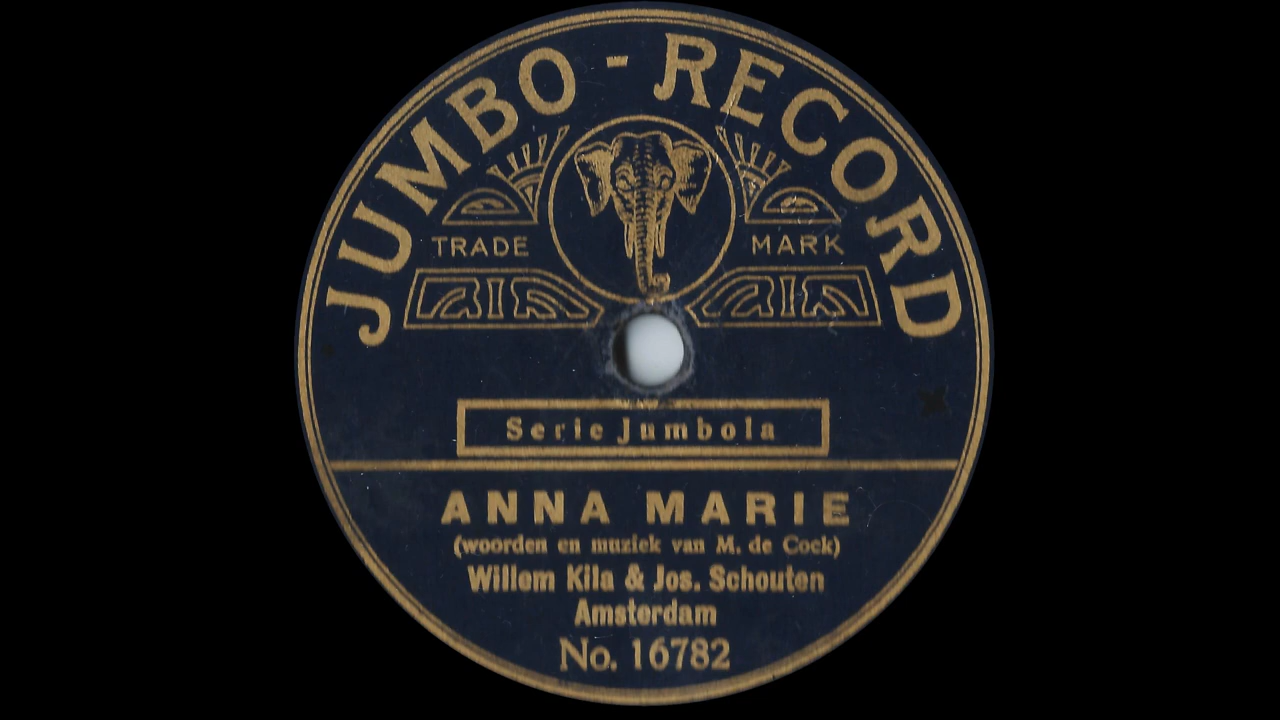 JUMBO - RECORD
TRADE MARK
Serie Jumbola
ANNA MARIE
(woorden en muziek van M. de Cock)
Willem Kila & Jos. Schouten
Amsterdam
No. 16782